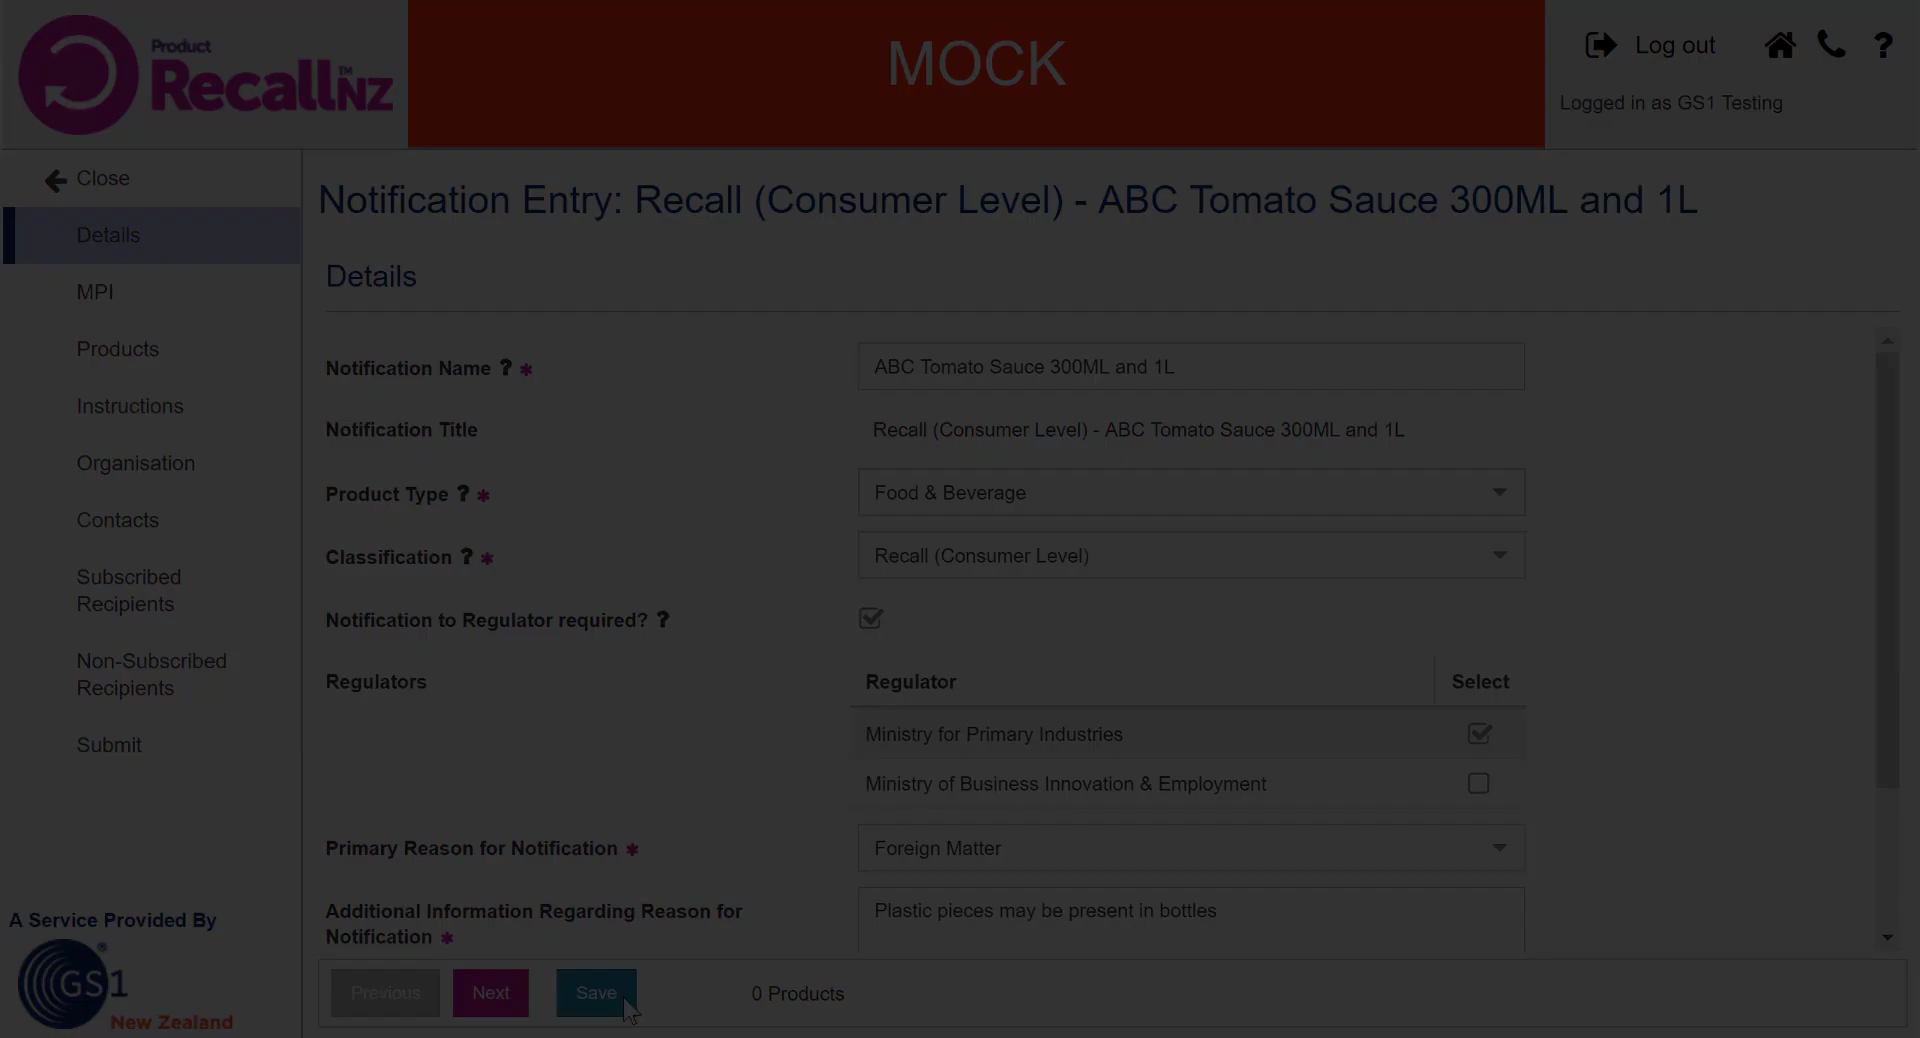 Product
RecallNZ™
MOCK
Log out
?
Logged in as GS1 Testing
Close
Details
MPI
Products
Instructions
Organisation
Contacts
Subscribed
Recipients
Non-Subscribed
Recipients
Submit
A Service Provided By
GS1®
New Zealand
Notification Entry: Recall (Consumer Level) - ABC Tomato Sauce 300ML and 1L
Details
Notification Name ? * ABC Tomato Sauce 300ML and 1L
Notification Title Recall (Consumer Level) - ABC Tomato Sauce 300ML and 1L
Product Type ? * Food & Beverage
Classification ? * Recall (Consumer Level)
Notification to Regulator required? ?
Regulators Regulator Select
Ministry for Primary Industries
Ministry of Business Innovation & Employment
Primary Reason for Notification * Foreign Matter
Additional Information Regarding Reason for
Notification *
Plastic pieces may be present in bottles
Previous Next Save 0 Products